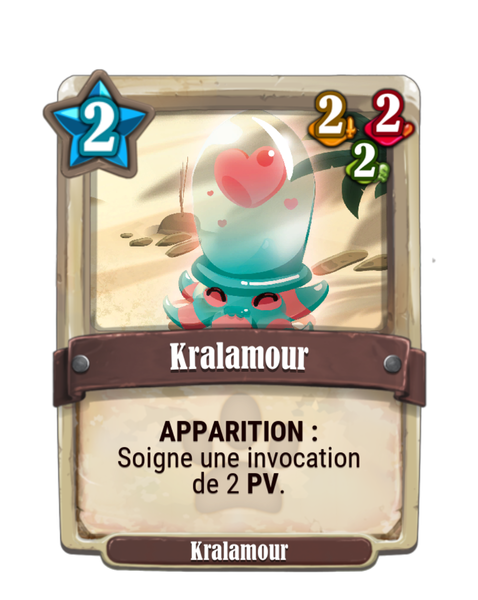 2
2 2
2
Kralamour
APPARITION :
Soigne une invocation
de 2 PV.
Kralamour